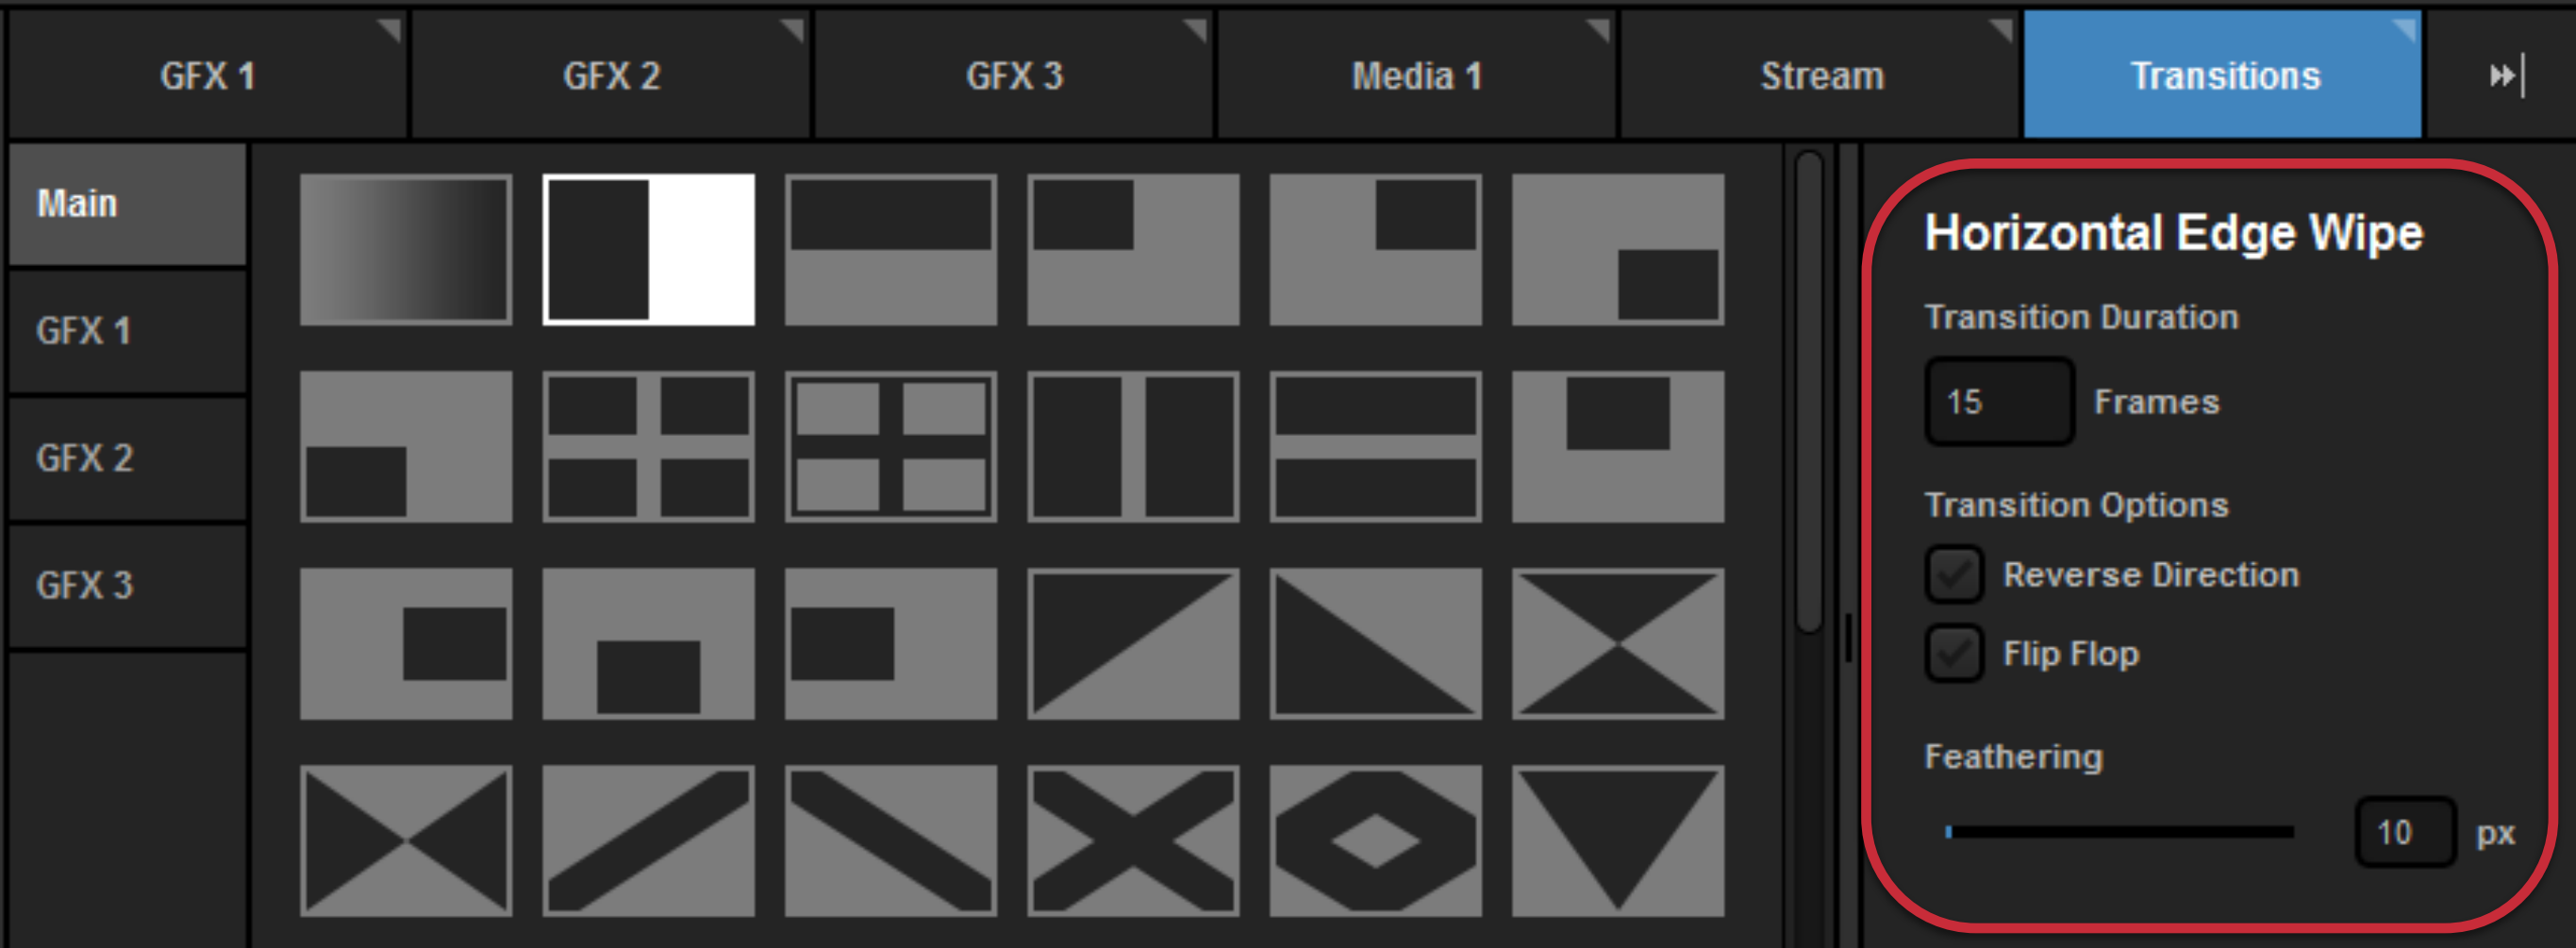 GFX 1
GFX 2
GFX 3
Media 1
Stream
Transitions
Main
GFX 1
GFX 2
GFX 3
Horizontal Edge Wipe
Transition Duration
15 Frames
Transition Options
Reverse Direction
Flip Flop
Feathering
10 px